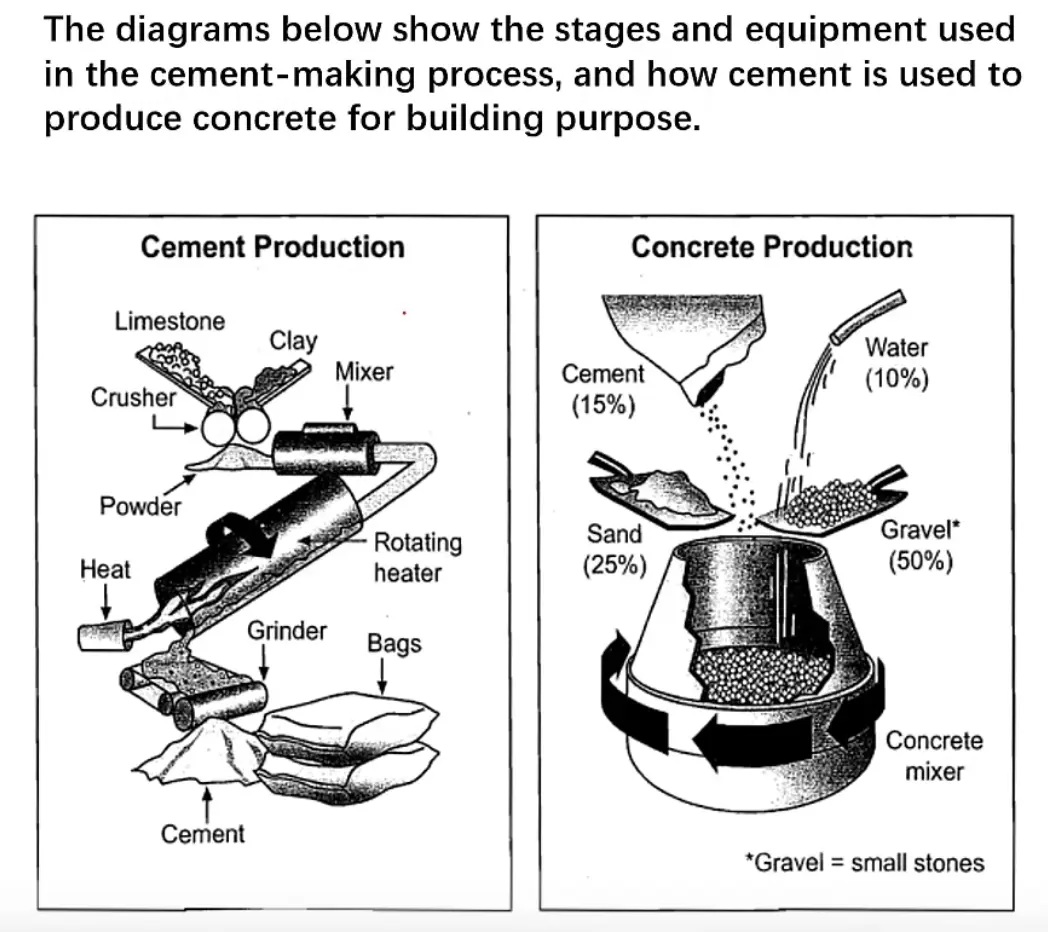 The diagrams below show the stages and equipment used
in the cement-making process, and how cement is used to
produce concrete for building purpose.
Cement Production
Limestone
Clay
Mixer
Crusher
Powder
Rotating
heater
Heat
Grinder
Bags
Cement
Concrete Production
Water
(10%)
Cement
(15%)
Sand
(25%)
Gravel*
(50%)
Concrete
mixer
*Gravel = small stones